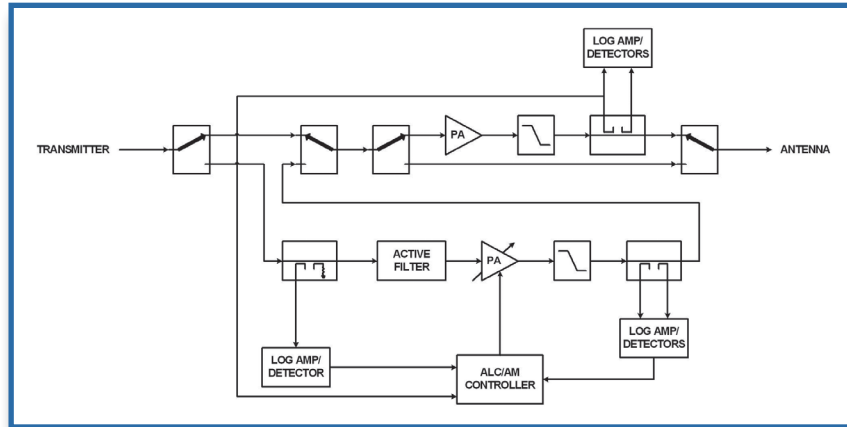 LOG AMP/
DETECTORS
PA
TRANSMITTER
ANTENNA
ACTIVE
FILTER
PA
LOG AMP/
DETECTOR
ALC/AM
CONTROLLER
LOG AMP/
DETECTORS